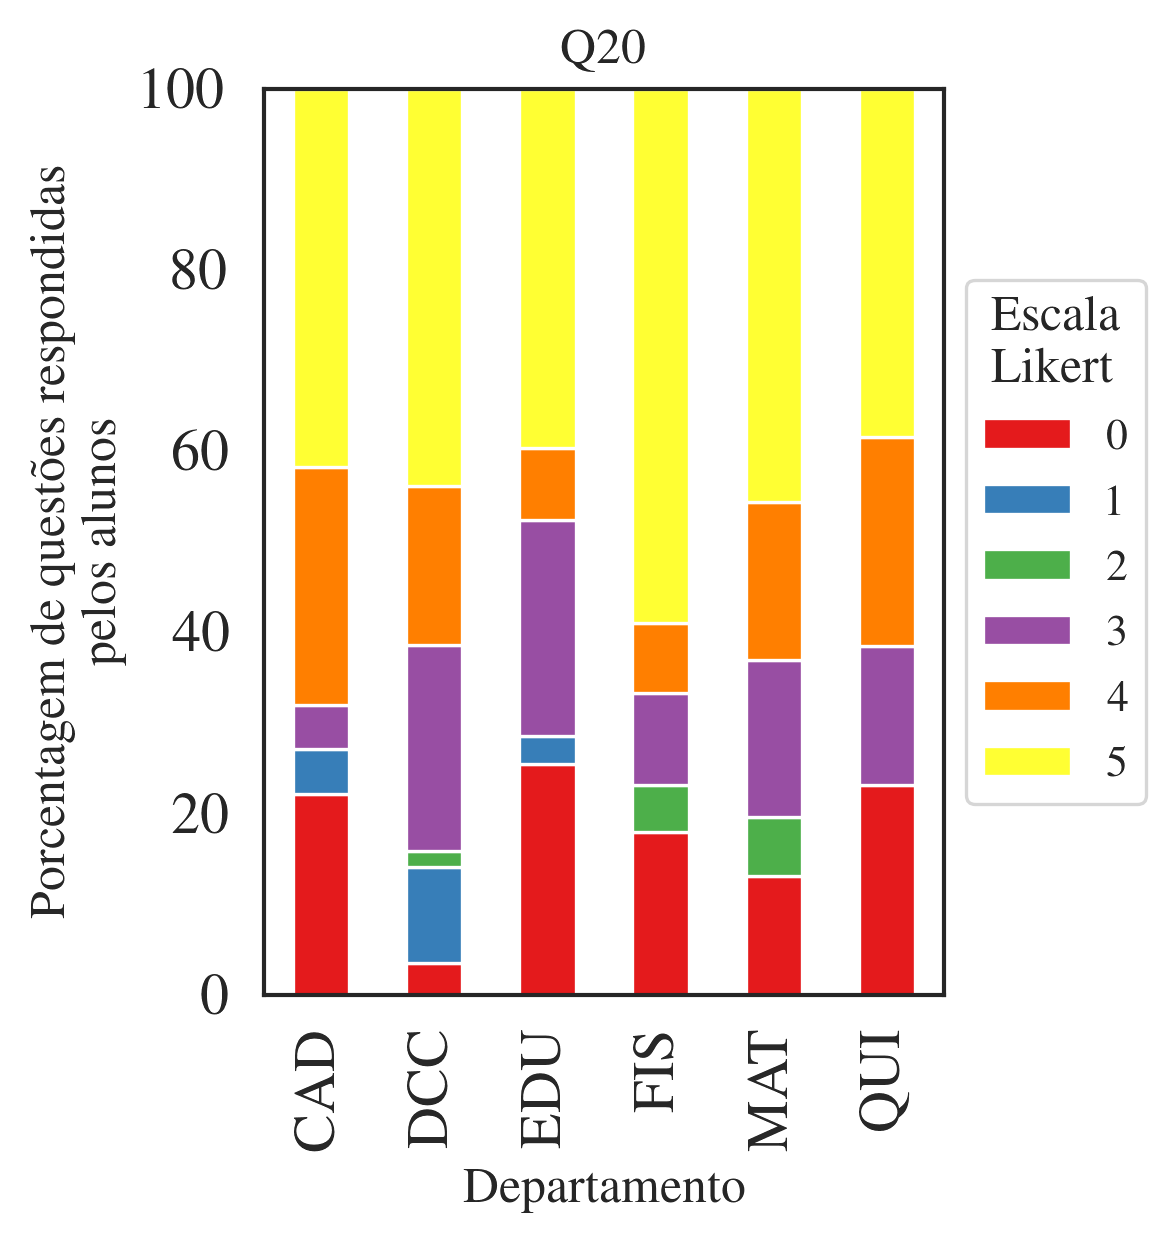 Q20
100
80
60
40
20
0
Porcentagem de questões respondidas
pelos alunos
CAD
DCC
EDU
FIS
MAT
QUI
Departamento
Escala
Likert
0
1
2
3
4
5